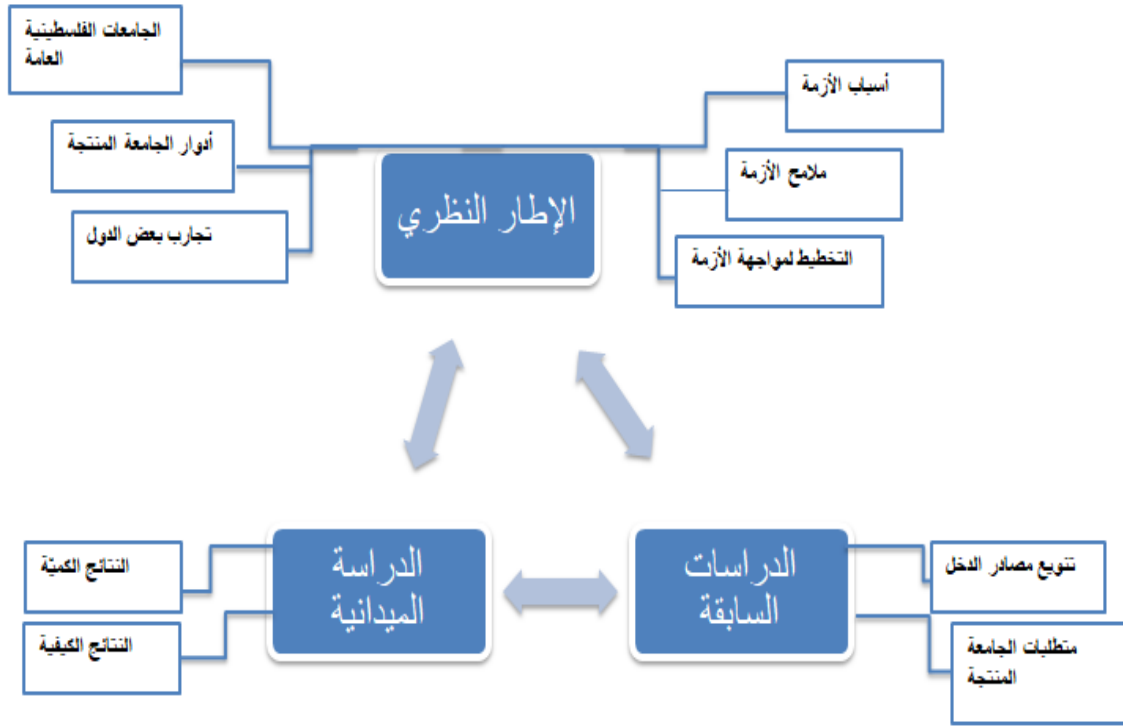 الجامعات الفلسطينية
العامة
أسباب الأزمة
أدوار الجامعة المنتجة
ملامح الأزمة
الإطار النظري
تجارب بعض الدول
التخطيط لمواجهة الأزمة
الدراسات
السابقة
الدراسة
الميدانية
تنويع مصادر الدخل
النتائج الكميّة
متطلبات الجامعة
المنتجة
النتائج الكيفية